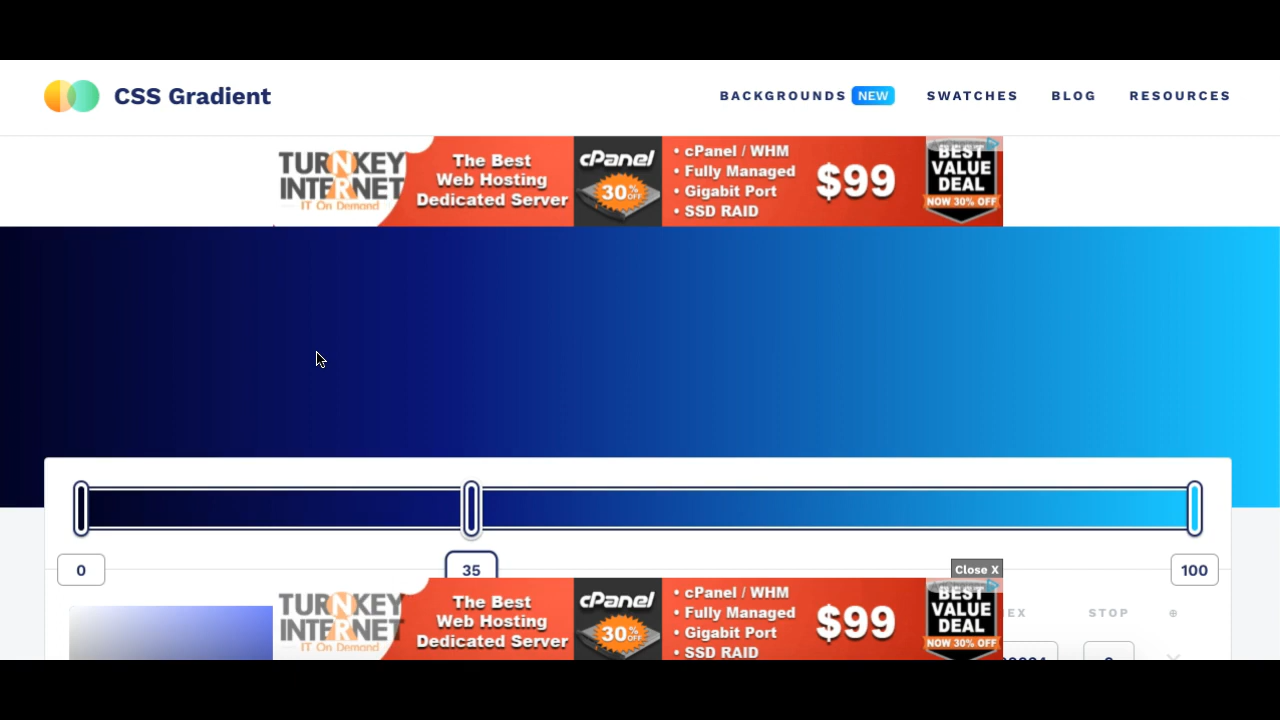 CSS Gradient
BACKGROUNDS NEW SWATCHES BLOG RESOURCES
TURNKEY
INTERNET
IT On Demand
The Best
Web Hosting
Dedicated Server
cPanel
30% OFF
• cPanel / WHM
• Fully Managed
• Gigabit Port
• SSD RAID
$99
BEST
VALUE
DEAL
NOW 30% OFF
0 35 100
Close X
TURNKEY
INTERNET
IT On Demand
The Best
Web Hosting
Dedicated Server
cPanel
30% OFF
• cPanel / WHM
• Fully Managed
• Gigabit Port
• SSD RAID
$99
BEST
VALUE
DEAL
NOW 30% OFF
EX STOP